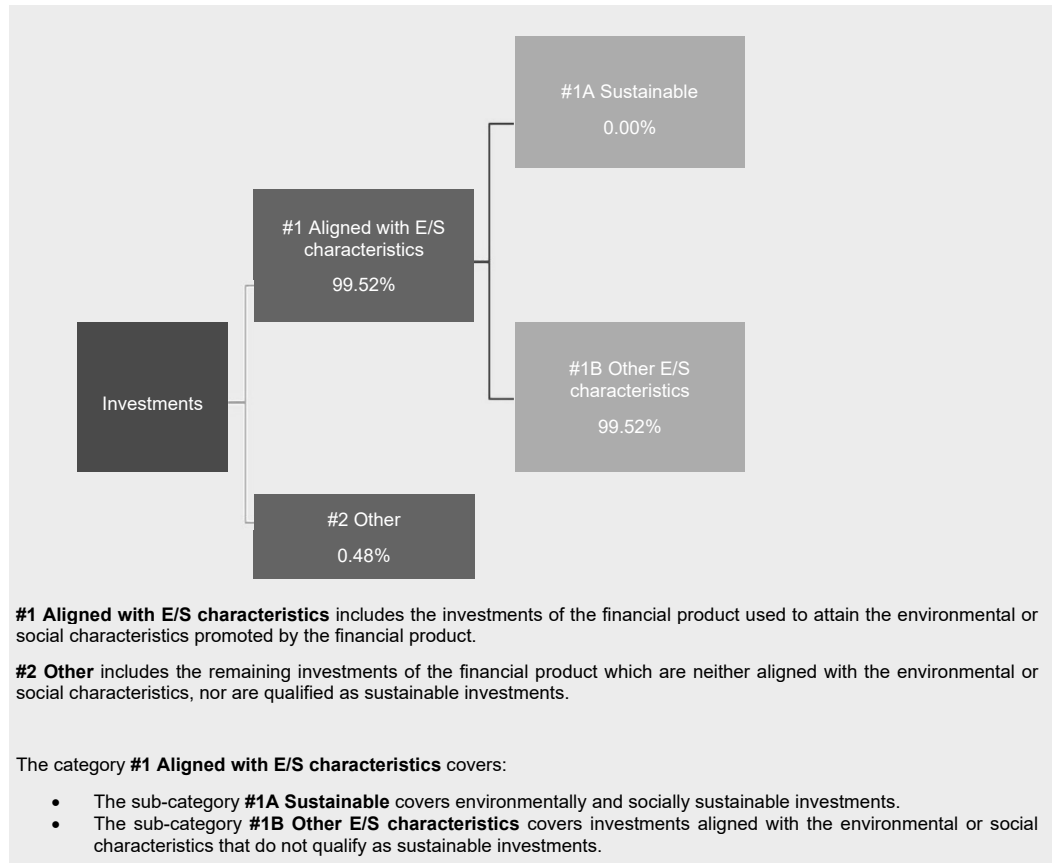 #1A Sustainable
0.00%
#1 Aligned with E/S
characteristics
99.52%
#1B Other E/S
characteristics
99.52%
Investments
#2 Other
0.48%
#1 Aligned with E/S characteristics includes the investments of the financial product used to attain the environmental or
social characteristics promoted by the financial product.
#2 Other includes the remaining investments of the financial product which are neither aligned with the environmental or
social characteristics, nor are qualified as sustainable investments.
The category #1 Aligned with E/S characteristics covers:
• The sub-category #1A Sustainable covers environmentally and socially sustainable investments.
• The sub-category #1B Other E/S characteristics covers investments aligned with the environmental or social
characteristics that do not qualify as sustainable investments.